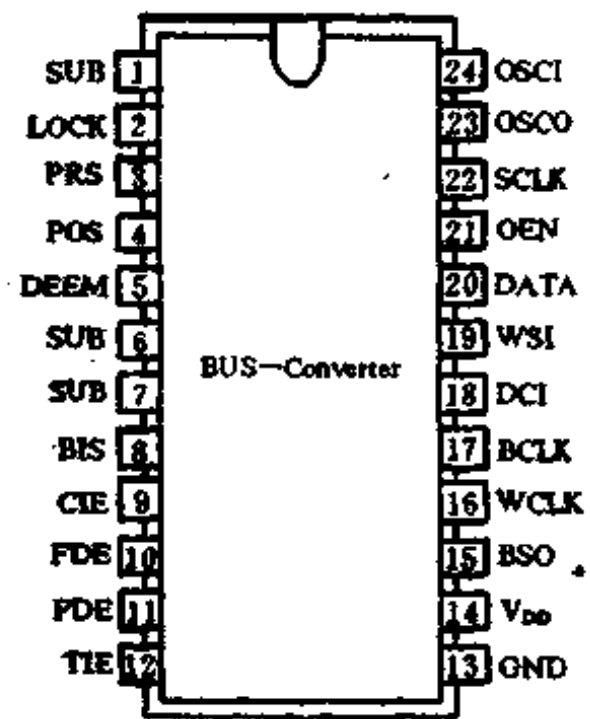 SUB 1 24 OSCI
LOCK 2 23 OSCO
PRS 3 22 SCLK
POS 4 21 OEN
DEEM 5 20 DATA
SUB 6 19 WSI
BUS-Converter
SUB 7 18 DCI
BIS 8 17 BCLK
CIE 9 16 WCLK
FDE 10 15 BSO
PDE 11 14 VDD
TIE 12 13 GND